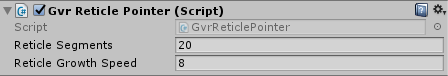 Gvr Reticle Pointer (Script)
Script GvrReticlePointer
Reticle Segments 20
Reticle Growth Speed 8